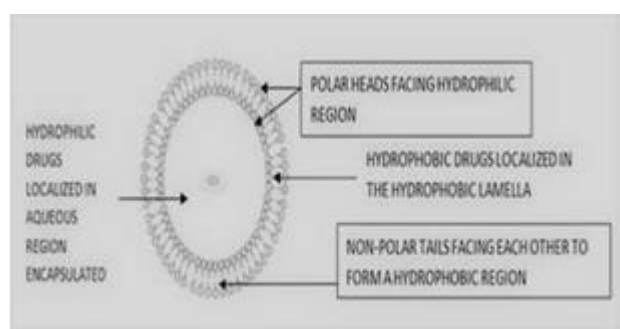 HYDROPHILIC
DRUGS
LOCALIZED IN
AQUEOUS
REGION
ENCAPSULATED
POLAR HEADS FACING HYDROPHILIC
REGION
HYDROPHOBIC DRUGS LOCALIZED IN
THE HYDROPHOBIC LAMELLA
NON-POLAR TAILS FACING EACH OTHER TO
FORM A HYDROPHOBIC REGION